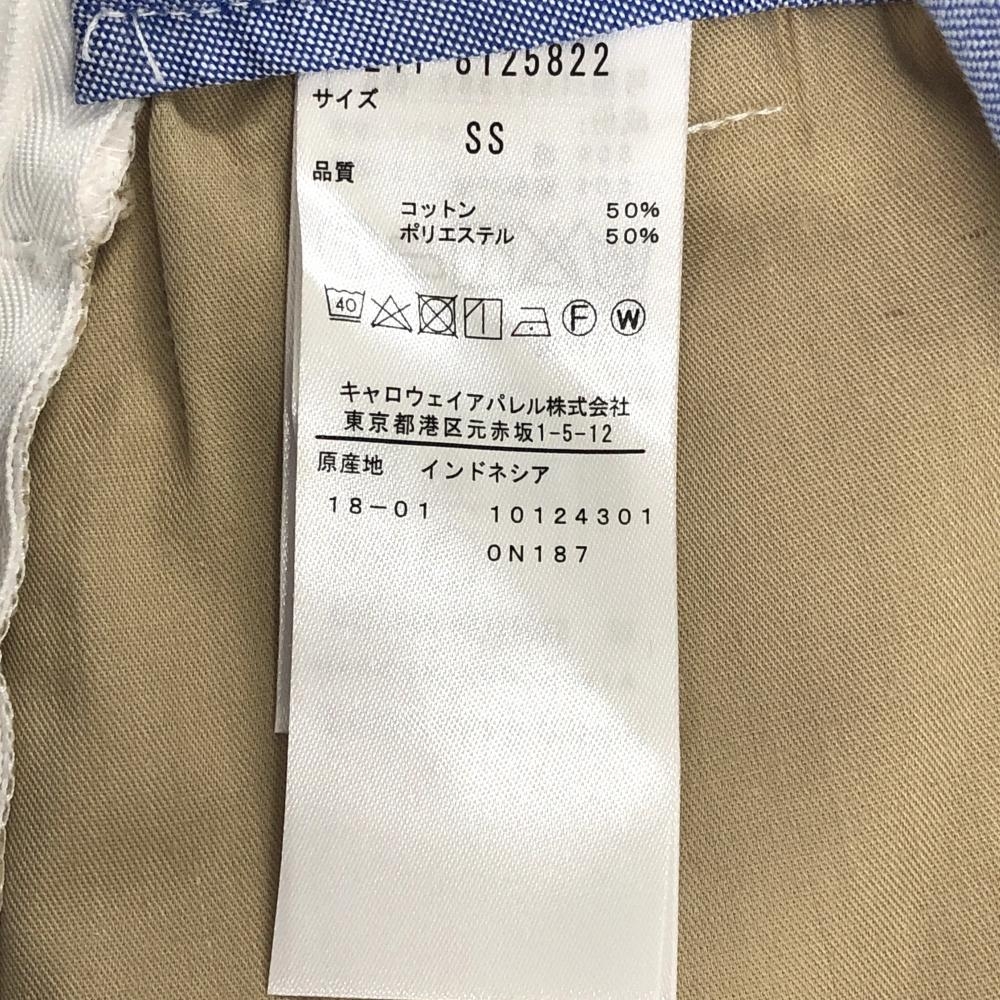 8125822
サイズ
SS
品質
コットン 50%
ポリエステル 50%
40 F W
キャロウェイアパレル株式会社
東京都港区元赤坂1-5-12
原産地 インドネシア
18-01 10124301
0N187